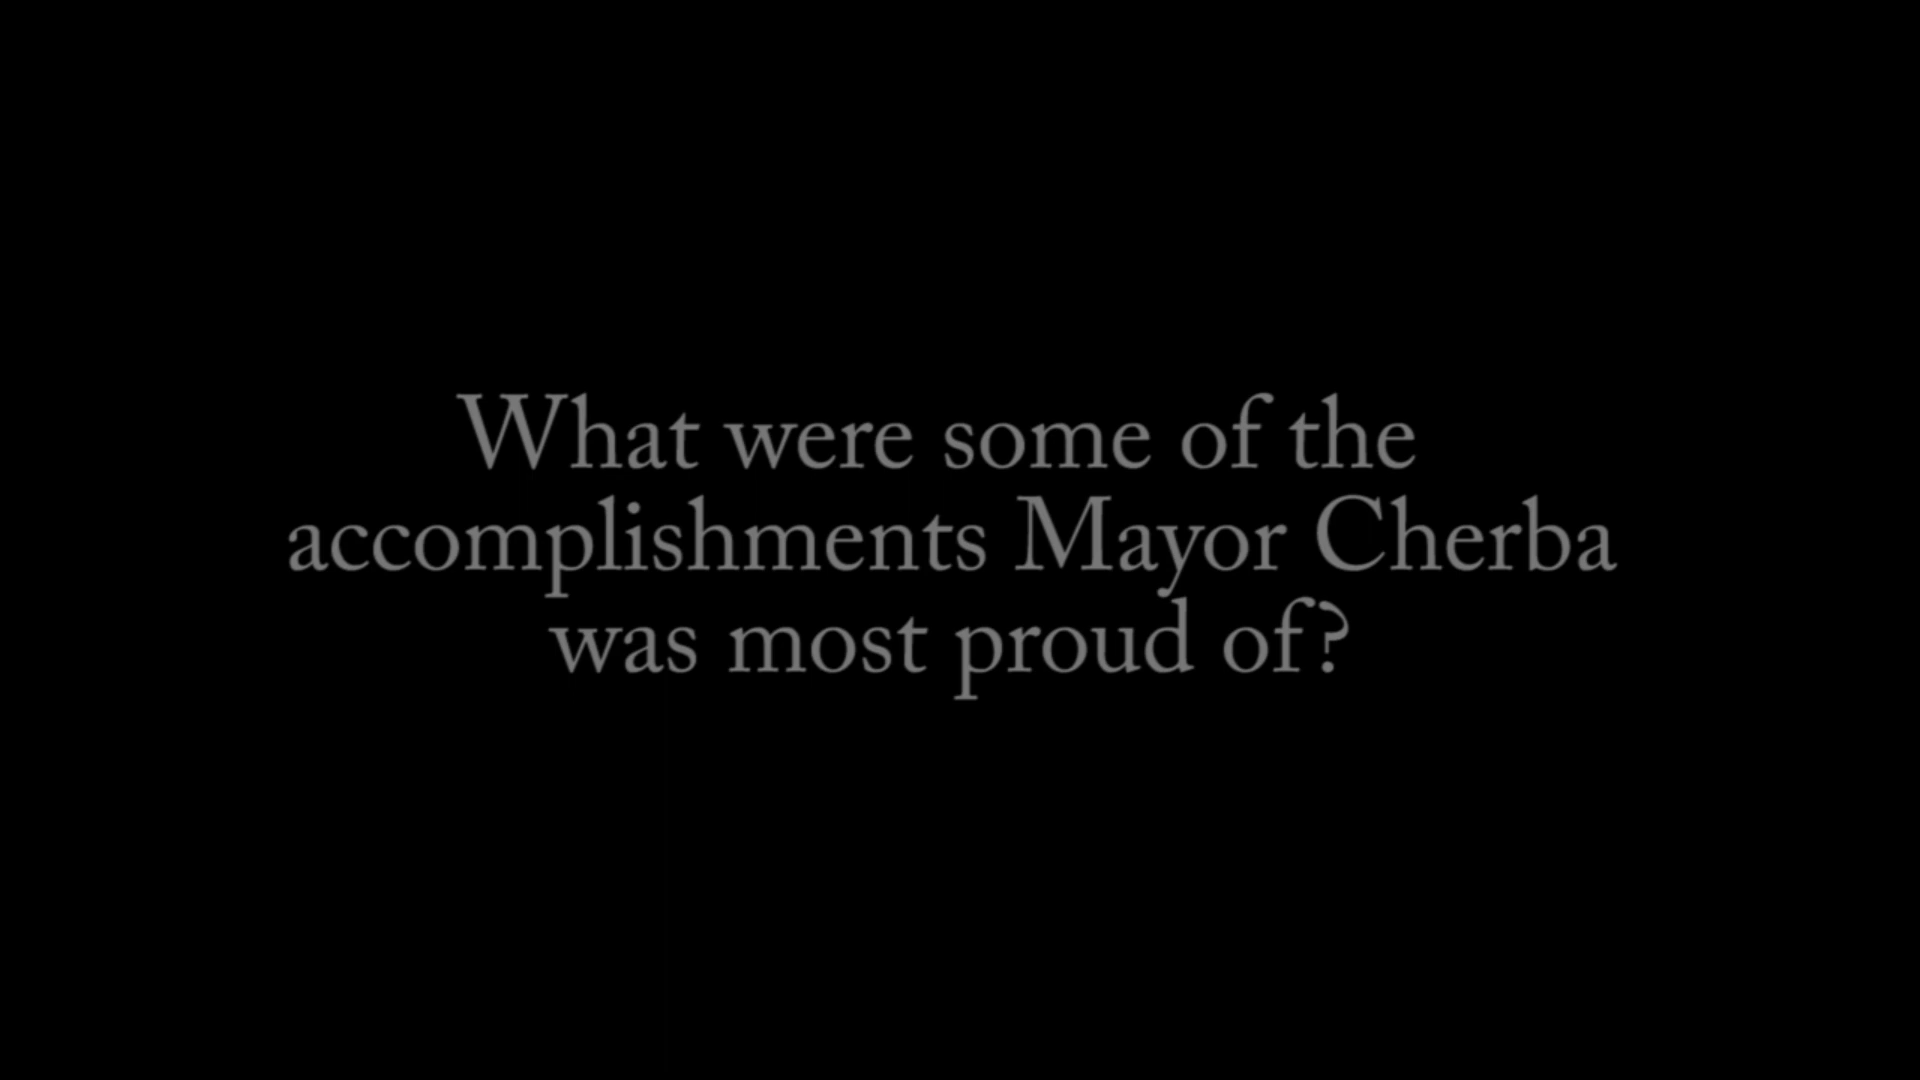 What were some of the
accomplishments Mayor Cherba
was most proud of?